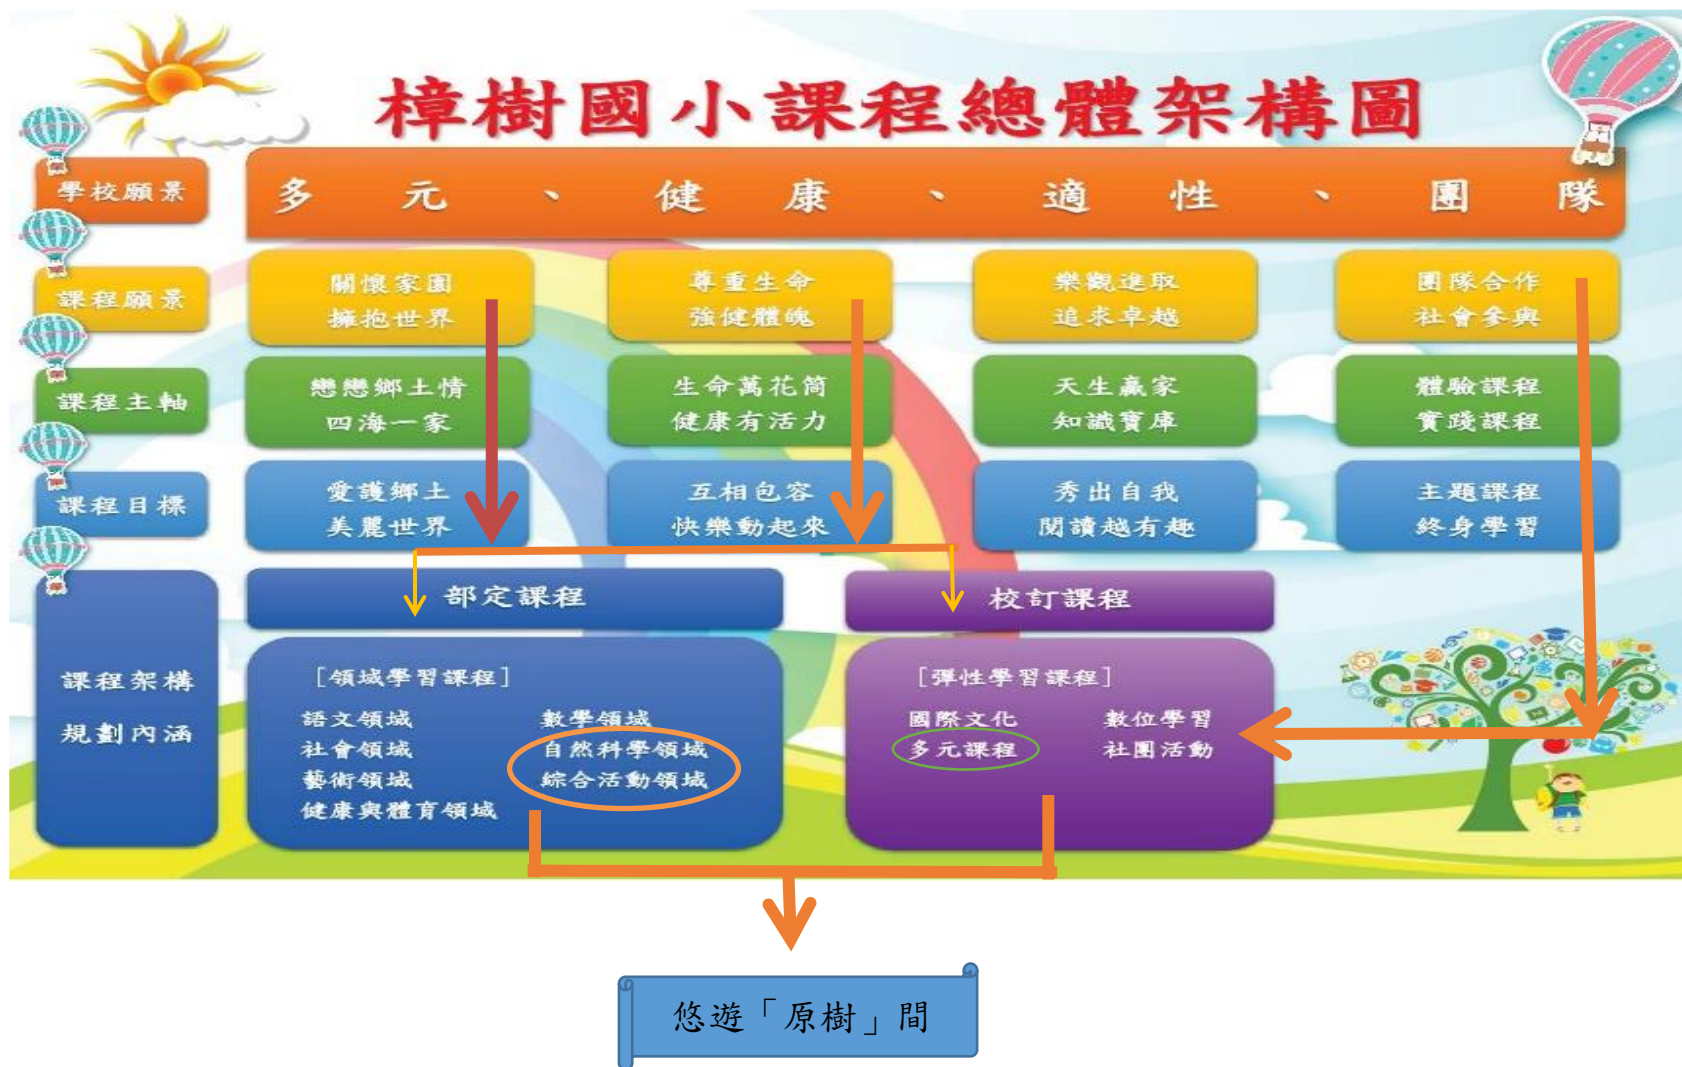 樟樹國小課程總體架構圖
學校願景
多元、健康、適性、團隊
課程願景
關懷家園
擁抱世界
尊重生命
強健體魄
樂觀進取
追求卓越
團隊合作
社會參與
課程主軸
戀戀鄉土情
四海一家
生命萬花筒
健康有活力
天生贏家
知識寶庫
體驗課程
實踐課程
課程目標
愛護鄉土
美麗世界
互相包容
快樂動起來
秀出自我
閱讀越有趣
主題課程
終身學習
課程架構
規劃內涵
部定課程
[領域學習課程]
語文領域 數學領域
社會領域 自然科學領域
藝術領域 綜合活動領域
健康與體育領域
校訂課程
[彈性學習課程]
國際文化 數位學習
多元課程 社團活動
悠遊「原樹」間